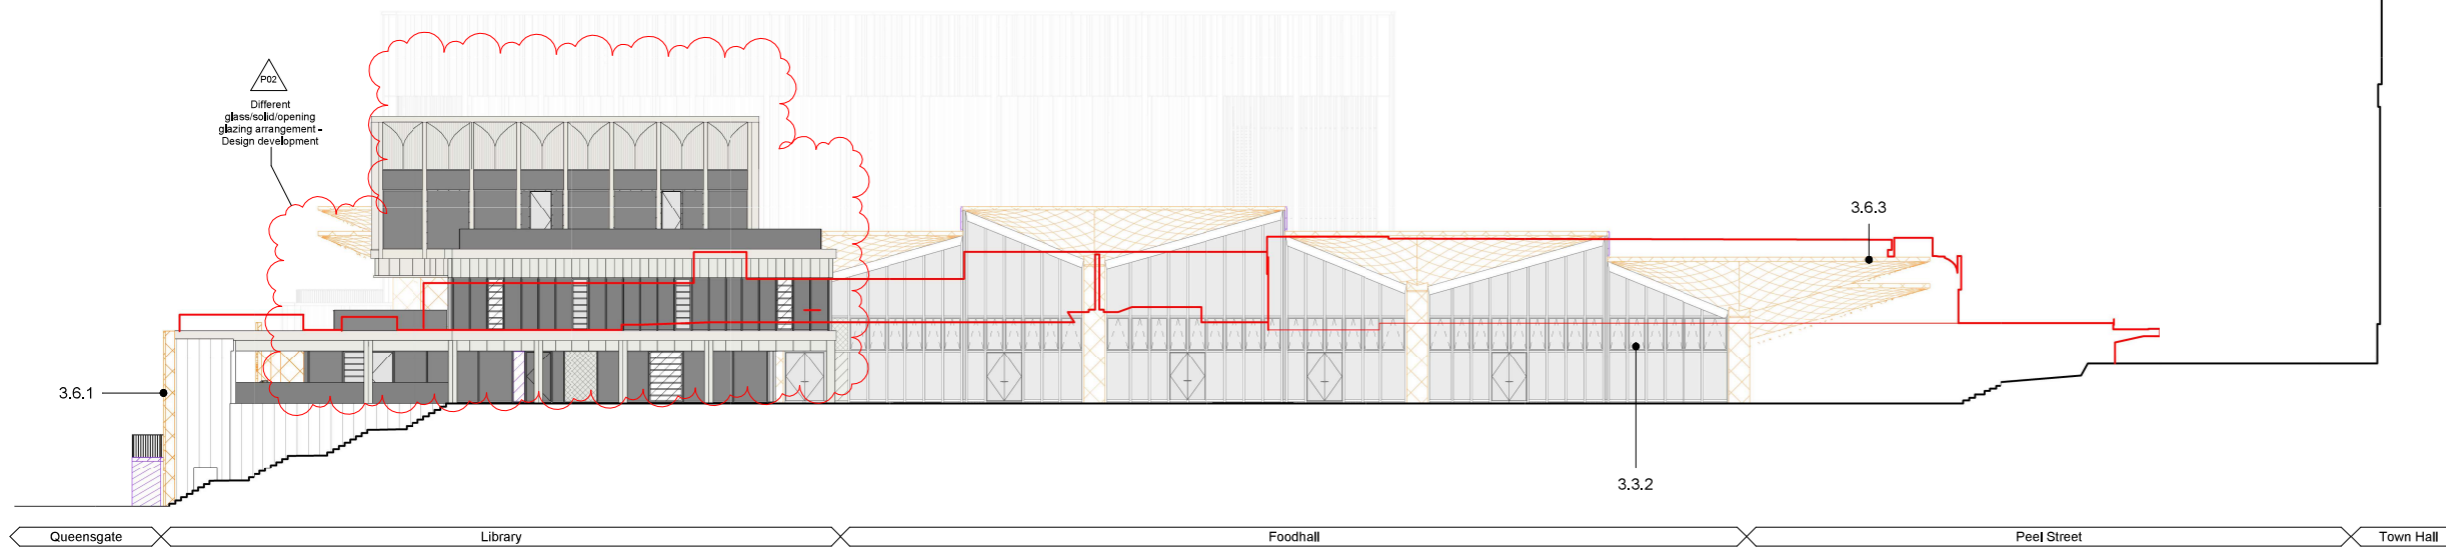 P02
Different
glass/solid/opening
glazing arrangement -
Design development
3.6.3
3.6.1
3.3.2
Queensgate
Library
Foodhall
Peel Street
Town Hall